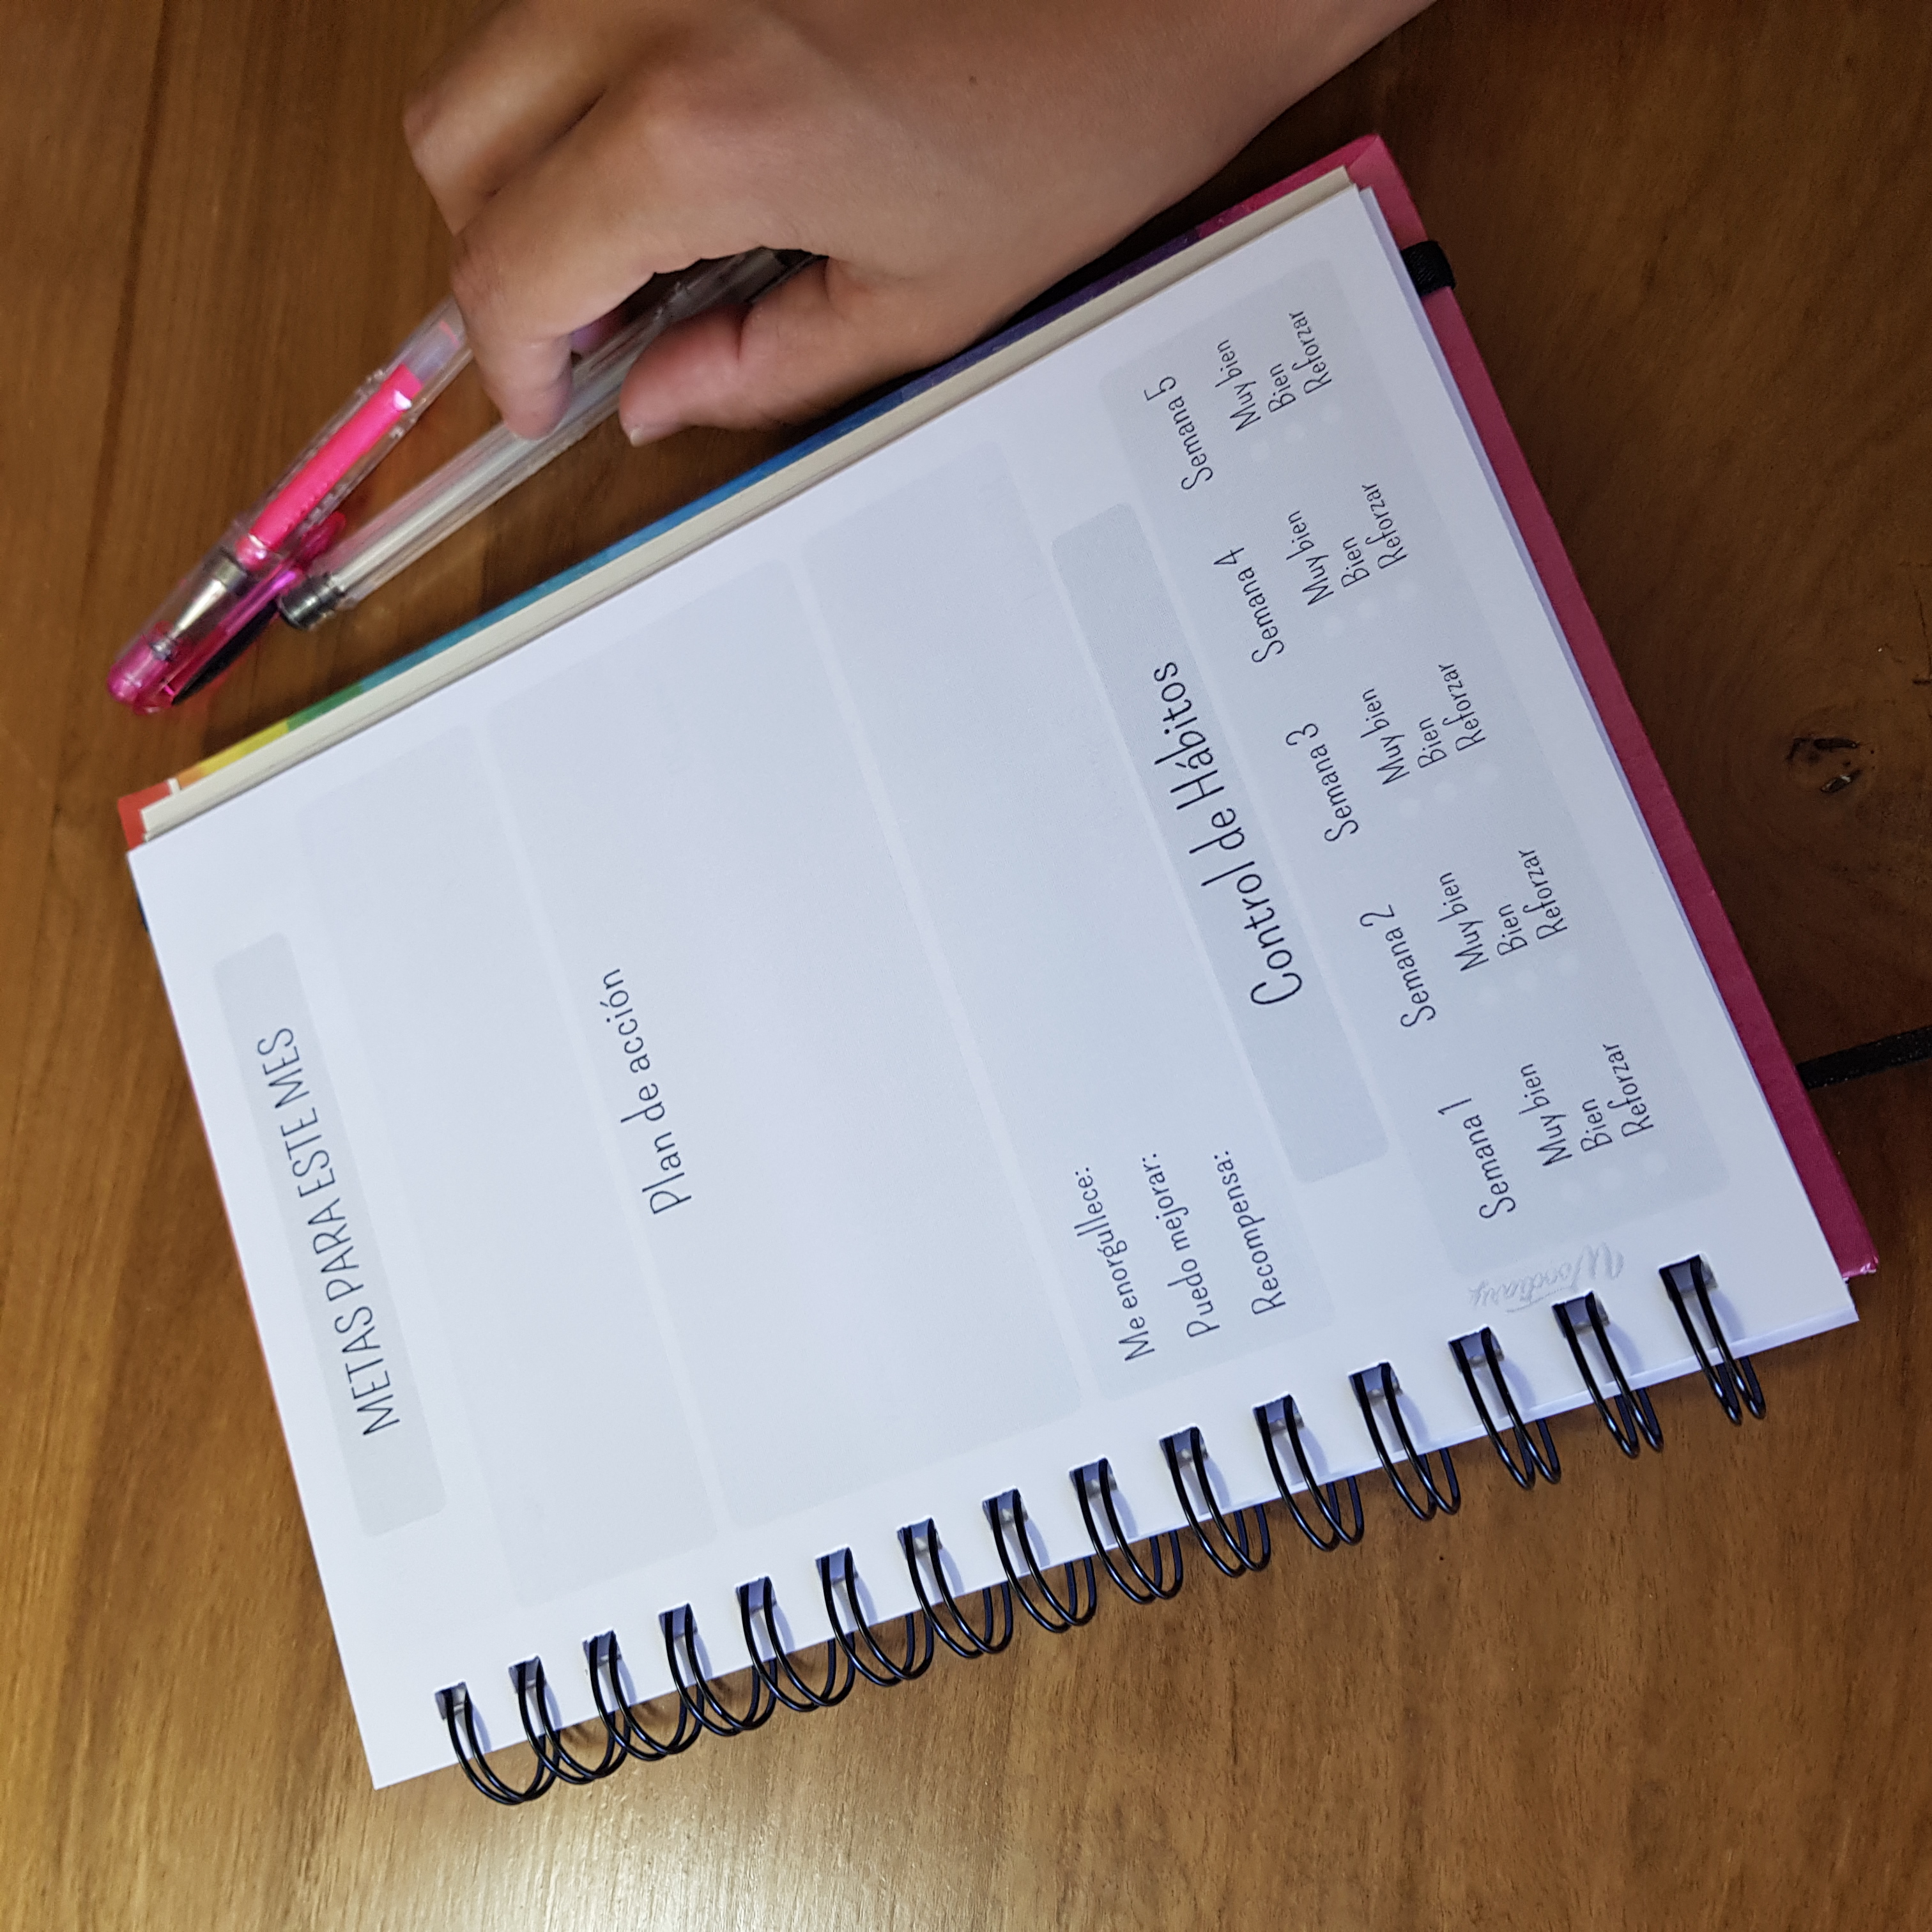 METAS PARA ESTE MES
Plan de acción
Me enorgullece:
Puedo mejorar:
Recompensa:
Control de Hábitos
Semana 1
Muy bien
Bien
Reforzar
Semana 2
Muy bien
Bien
Reforzar
Semana 3
Muy bien
Bien
Reforzar
Semana 4
Muy bien
Bien
Reforzar
Semana 5
Muy bien
Bien
Reforzar